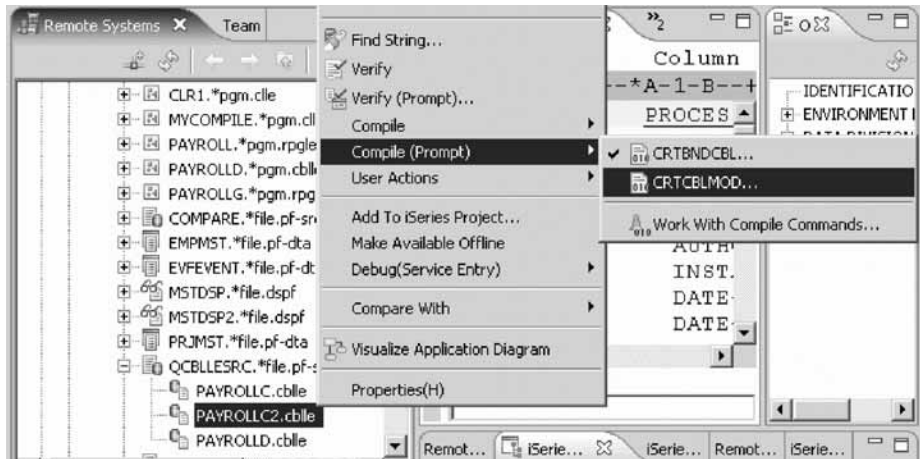 Remote Systems
Team
CLR1.*pgm.clle
MYCOMPILE.*pgm.cll
PAYROLL.*pgm.rpgle
PAYROLLD.*pgm.cblle
PAYROLLG.*pgm.rpg
COMPARE.*file.pf-src
EMPMST.*file.pf-dta
EVFEVENT.*file.pf-dt
MSTDSP.*file.dspf
MSTDSP2.*file.dspf
PRJMST.*file.pf-dta
QCBLLESRC.*file.pf-s
PAYROLLC.cblle
PAYROLLC2.cblle
PAYROLLD.cblle
Find String...
Verify
Verify (Prompt)...
Compile
Compile (Prompt)
User Actions
Add To iSeries Project...
Make Available Offline
Debug(Service Entry)
Compare With
Visualize Application Diagram
Properties(H)
CRTBNDCBL...
CRTCBLMOD...
Work With Compile Commands...
2
Column
--*A-1-B--+
PROCES
AUTH
INST.
DATE-
DATE-
O
IDENTIFICATIO
ENVIRONMENT
Remot...
iSerie...
iSerie...
Remot...
iSerie...